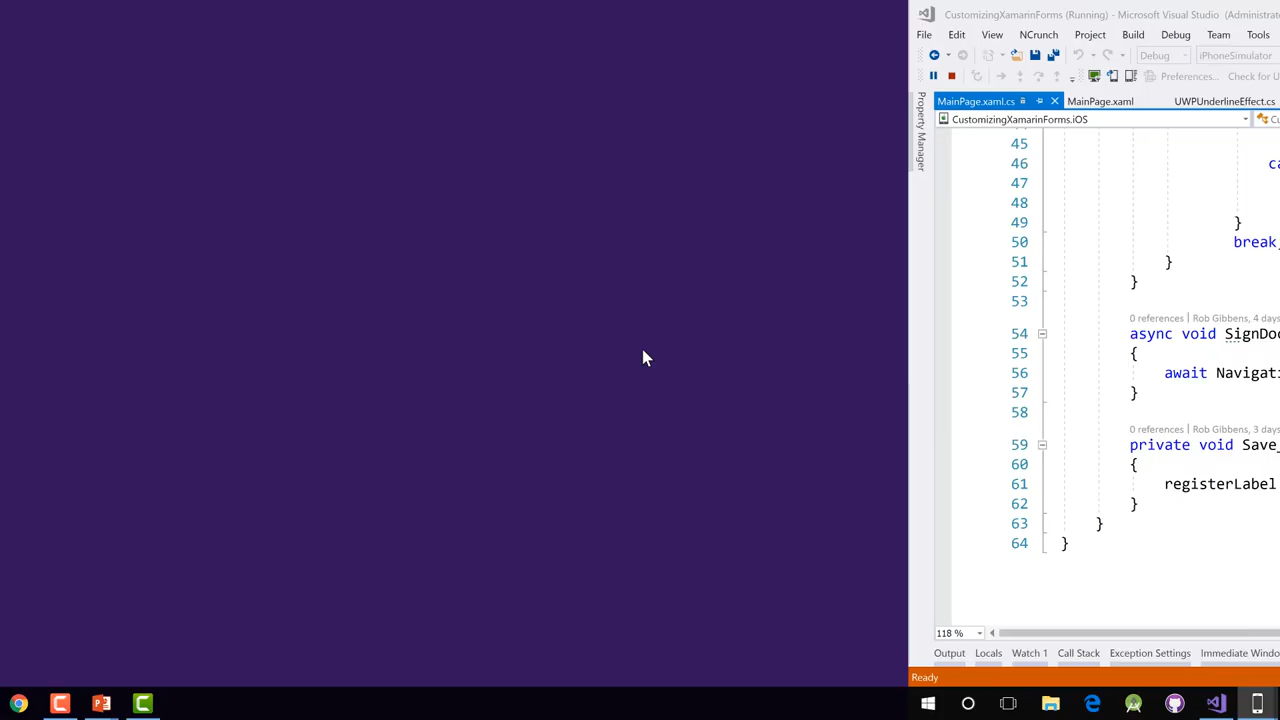 CustomizingXamarinForms (Running) - Microsoft Visual Studio (Administra
File Edit View NCrunch Project Build Debug Team Tools
Debug iPhoneSimulator
Preferences... Check for U
MainPage.xaml.cs MainPage.xaml UWPUnderlineEffect.cs
CustomizingXamarinForms.iOS Cu
Property Manager
45
46 ca
47
48
49 }
50 break;
51 }
52 }
53
0 references | Rob Gibbens, 4 days
54 async void SignDoc
55 {
56 await Navigati
57 }
58
0 references | Rob Gibbens, 3 days
59 private void Save_
60 {
61 registerLabel
62 }
63 }
64 }
118 %
Output Locals Watch 1 Call Stack Exception Settings Immediate Windo
Ready